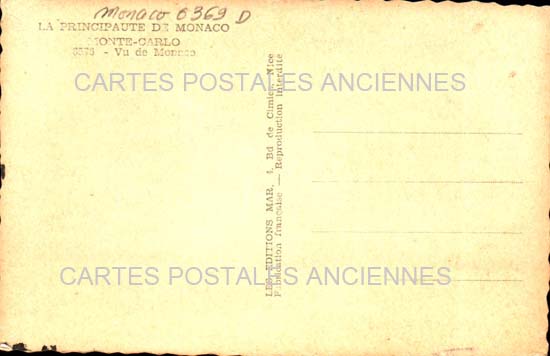 Monaco 6369 D
LA PRINCIPAUTE DE MONACO
MONTE-CARLO
- Vu de Monaco
CARTES POSTALES ANCIENNES
LES EDITIONS MAR, 4, Bd de Cimiez, Nice
Fabrication française — Reproduction Interdite
CARTES POSTALES ANCIENNES